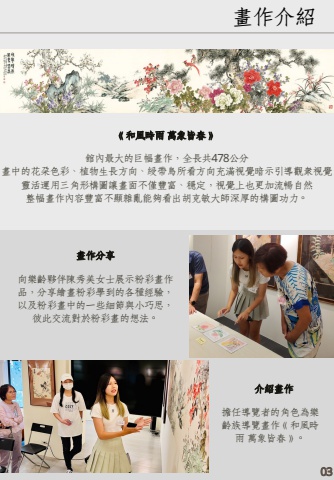 畫作介紹
《和風時雨 萬象皆春》
館內最大的巨幅畫作，全長共478公分
畫中的花朵色彩、植物生長方向、綬帶鳥所看方向充滿視覺暗示引導觀眾視覺
靈活運用三角形構圖讓畫面不僅豐富、穩定，視覺上也更加流暢自然
整幅畫作內容豐富不顯雜亂能夠看出胡克敏大師深厚的構圖功力。
畫作分享
向樂齡夥伴陳秀美女士展示粉彩畫作
品，分享繪畫粉彩學到的各種經驗，
以及粉彩畫中的一些細節與小巧思，
彼此交流對於粉彩畫的想法。
介紹畫作
擔任導覽者的角色為樂
齡族導覽畫作《和風時
雨 萬象皆春》。
03